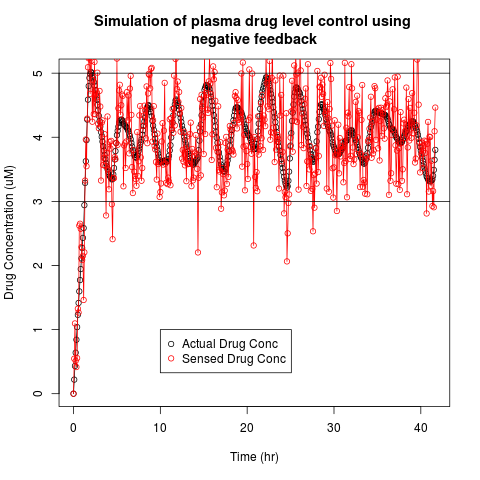 Simulation of plasma drug level control using
negative feedback
Drug Concentration (uM)
5
4
3
2
1
0
Actual Drug Conc
Sensed Drug Conc
0 10 20 30 40
Time (hr)